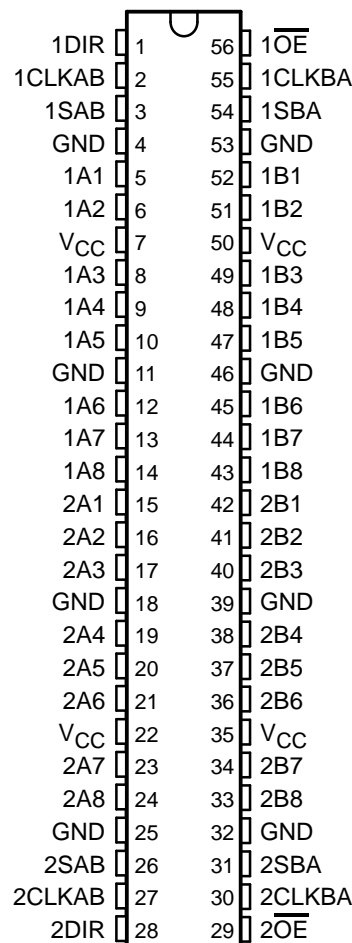 1DIR 1 56 1O̅E̅
1CLKAB 2 55 1CLKBA
1SAB 3 54 1SBA
GND 4 53 GND
1A1 5 52 1B1
1A2 6 51 1B2
VCC 7 50 VCC
1A3 8 49 1B3
1A4 9 48 1B4
1A5 10 47 1B5
GND 11 46 GND
1A6 12 45 1B6
1A7 13 44 1B7
1A8 14 43 1B8
2A1 15 42 2B1
2A2 16 41 2B2
2A3 17 40 2B3
GND 18 39 GND
2A4 19 38 2B4
2A5 20 37 2B5
2A6 21 36 2B6
VCC 22 35 VCC
2A7 23 34 2B7
2A8 24 33 2B8
GND 25 32 GND
2SAB 26 31 2SBA
2CLKAB 27 30 2CLKBA
2DIR 28 29 2O̅E̅